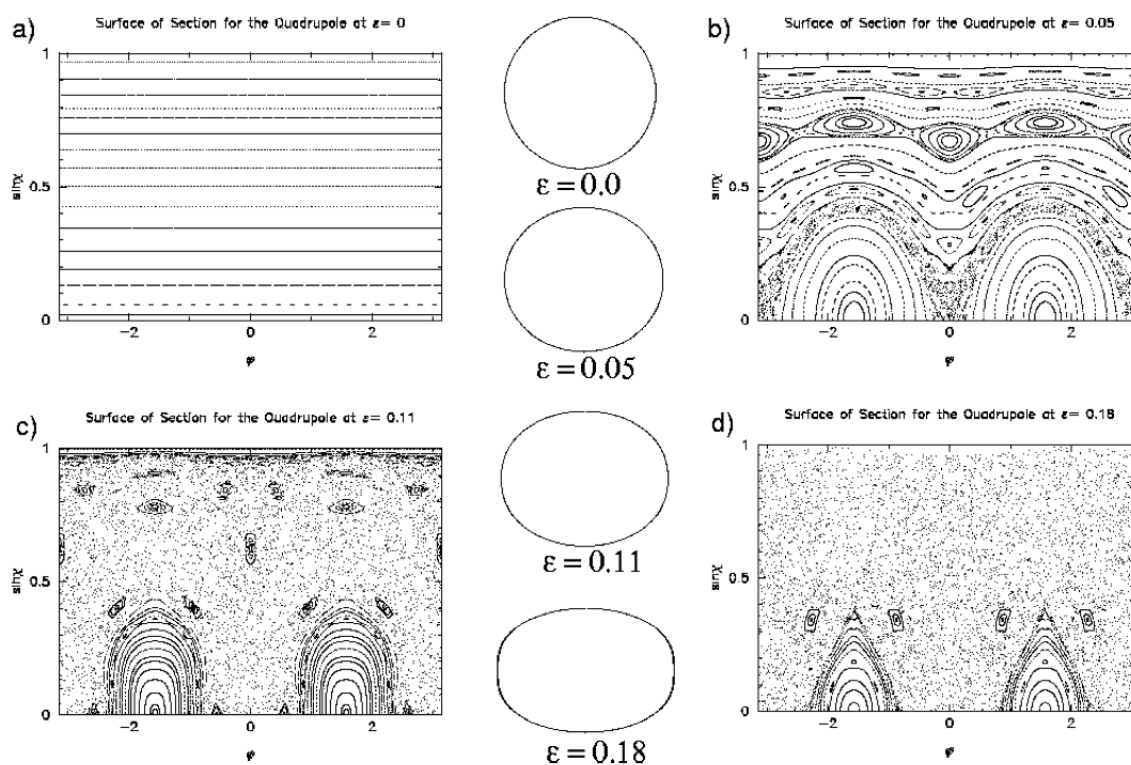 a)
Surface of Section for the Quadrupole at ε= 0
1
0.5
0
sinχ
−2
0
2
φ
ε = 0.0
ε = 0.05
b)
Surface of Section for the Quadrupole at ε= 0.05
1
0.5
0
sinχ
−2
0
2
φ
c)
Surface of Section for the Quadrupole at ε= 0.11
1
0.5
0
sinχ
−2
0
2
φ
ε = 0.11
ε = 0.18
d)
Surface of Section for the Quadrupole at ε= 0.18
1
0.5
0
sinχ
−2
0
2
φ